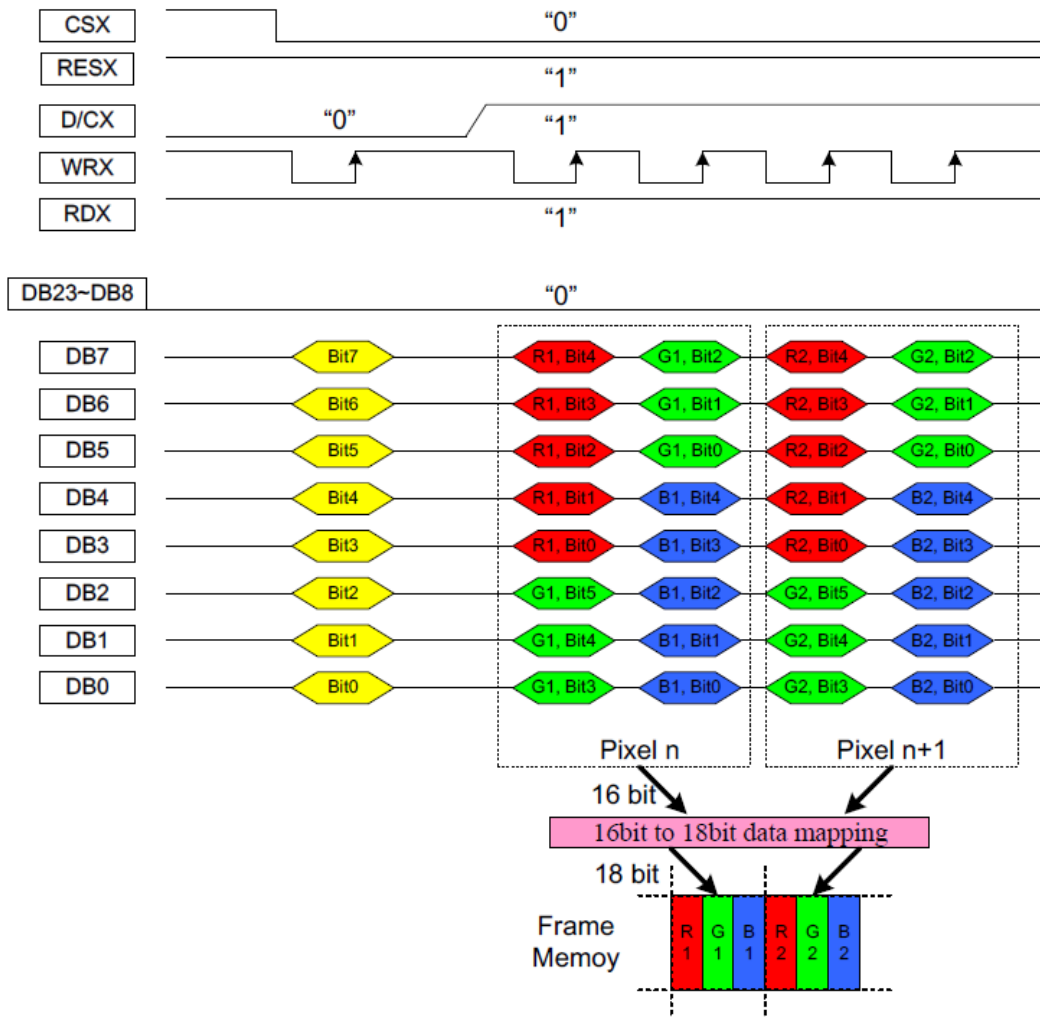 CSX “0”
RESX “1”
D/CX “0” “1”
WRX
RDX “1”
DB23~DB8 “0”
DB7 Bit7 R1, Bit4 G1, Bit2 R2, Bit4 G2, Bit2
DB6 Bit6 R1, Bit3 G1, Bit1 R2, Bit3 G2, Bit1
DB5 Bit5 R1, Bit2 G1, Bit0 R2, Bit2 G2, Bit0
DB4 Bit4 R1, Bit1 B1, Bit4 R2, Bit1 B2, Bit4
DB3 Bit3 R1, Bit0 B1, Bit3 R2, Bit0 B2, Bit3
DB2 Bit2 G1, Bit5 B1, Bit2 G2, Bit5 B2, Bit2
DB1 Bit1 G1, Bit4 B1, Bit1 G2, Bit4 B2, Bit1
DB0 Bit0 G1, Bit3 B1, Bit0 G2, Bit3 B2, Bit0
Pixel n Pixel n+1
16 bit
16bit to 18bit data mapping
18 bit
Frame
Memoy
R G B R G B
1 1 1 2 2 2